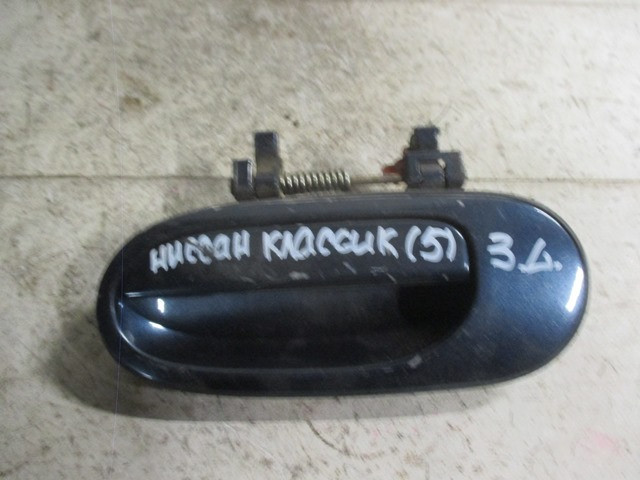 ниссан классик (5) З Д.